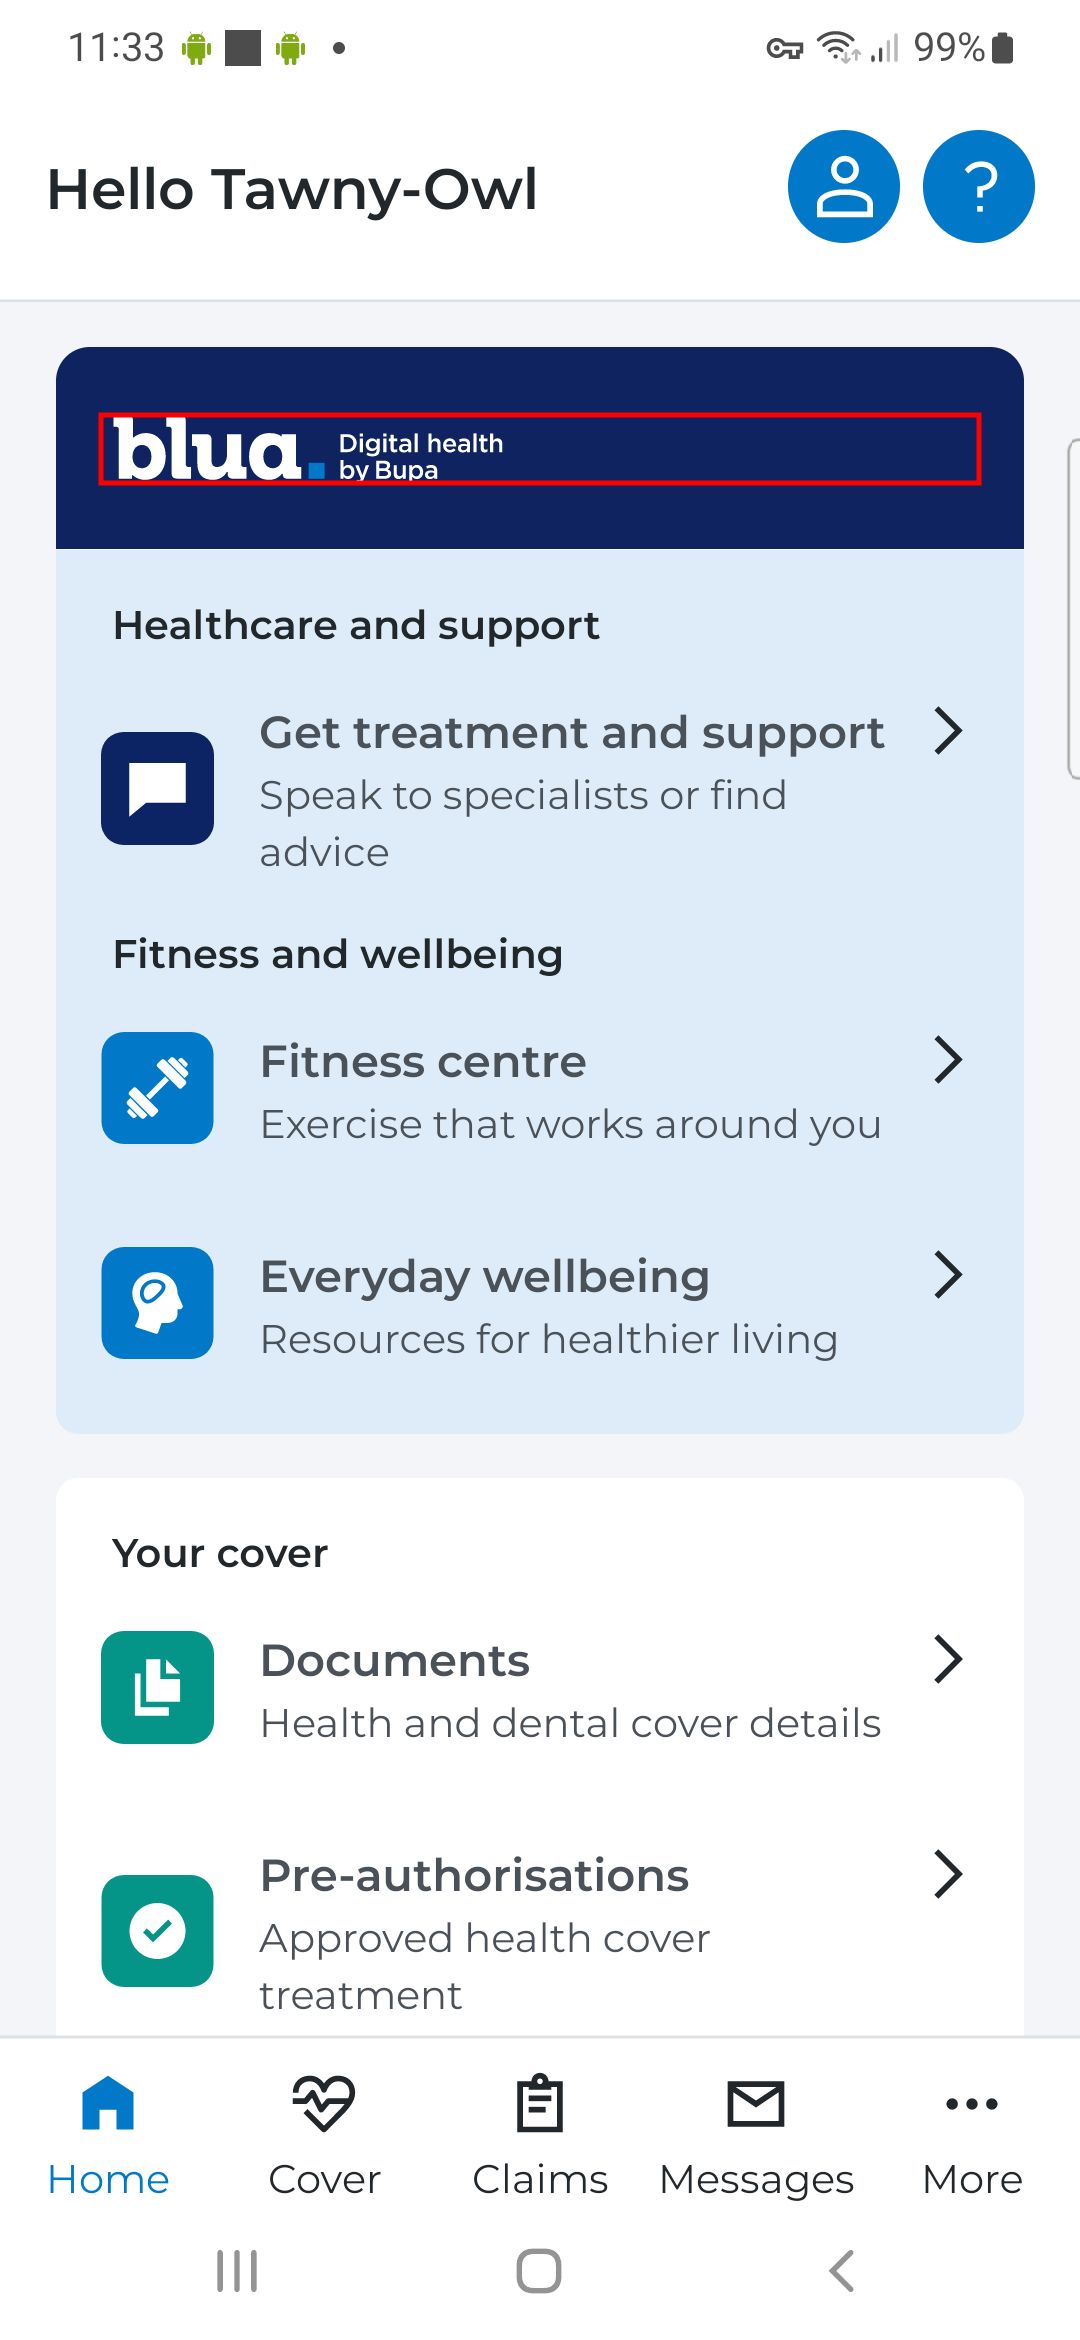 11:33
99%
Hello Tawny-Owl
?
blua.
Digital health
by Bupa
Healthcare and support
Get treatment and support
Speak to specialists or find
advice
Fitness and wellbeing
Fitness centre
Exercise that works around you
Everyday wellbeing
Resources for healthier living
Your cover
Documents
Health and dental cover details
Pre-authorisations
Approved health cover
treatment
Home
Cover
Claims
Messages
More